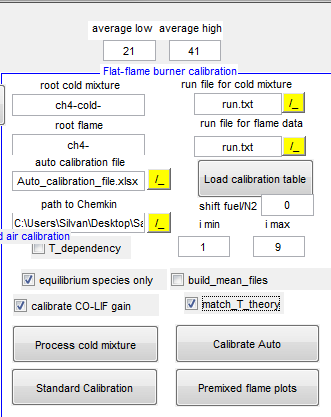 average low average high
21 41
Flat-flame burner calibration
root cold mixture run file for cold mixture
ch4-cold- run.txt /_
root flame run file for flame data
ch4- run.txt /_
auto calibration file
Auto_calibration_file.xlsx /_ Load calibration table
path to Chemkin shift fuel/N2 0
C:\Users\Silvan\Desktop\Sa /_ i min i max
d air calibration
T_dependency 1 9
equilibrium species only build_mean_files
calibrate CO-LIF gain match_T_theory
Process cold mixture Calibrate Auto
Standard Calibration Premixed flame plots